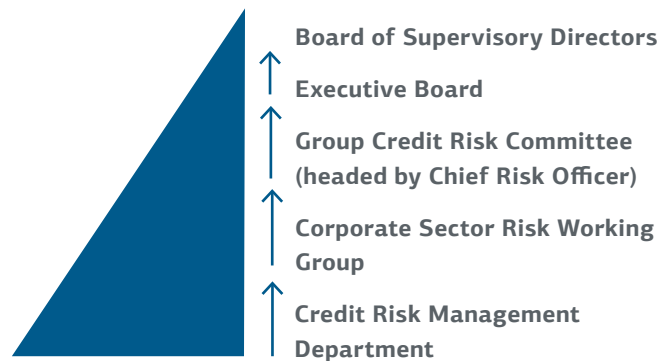 Board of Supervisory Directors
Executive Board
Group Credit Risk Committee
(headed by Chief Risk Officer)
Corporate Sector Risk Working
Group
Credit Risk Management
Department